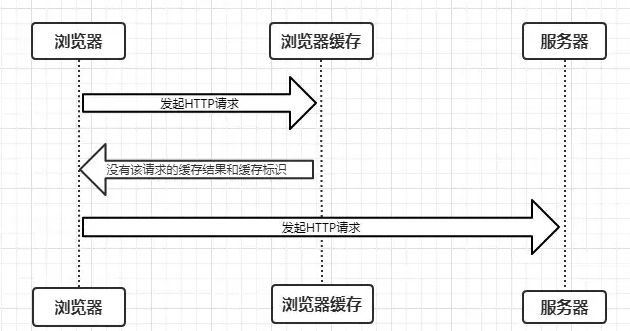 浏览器
浏览器缓存
服务器
发起HTTP请求
没有该请求的缓存结果和缓存标识
发起HTTP请求
浏览器
浏览器缓存
服务器